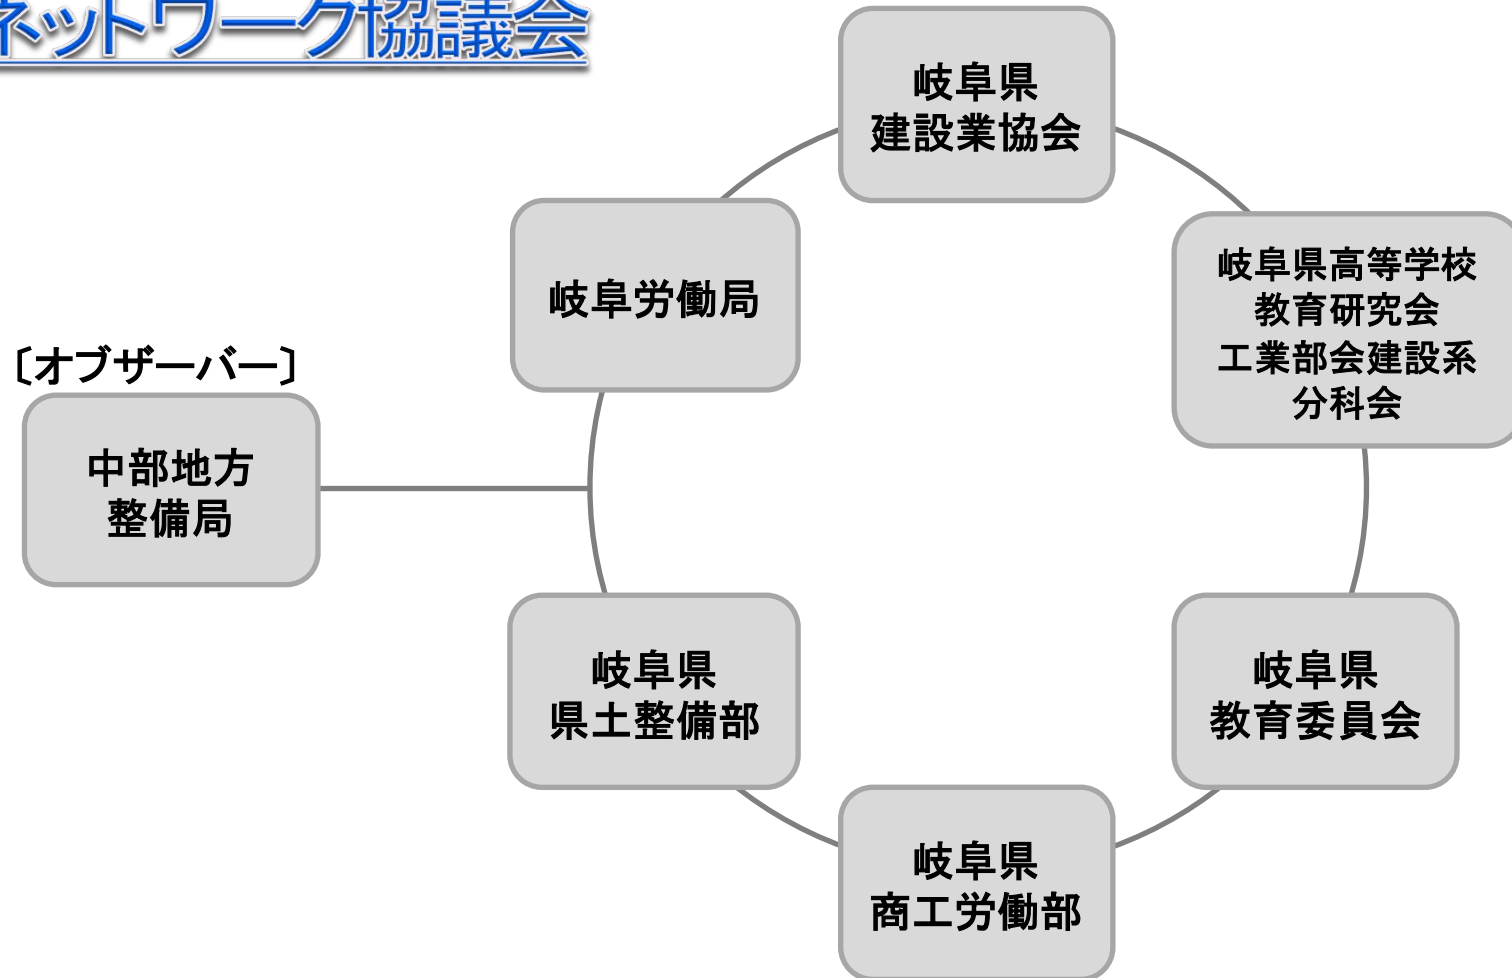 ネットワーク協議会
岐阜県
建設業協会
岐阜県高等学校
教育研究会
工業部会建設系
分科会
岐阜労働局
〔オブザーバー〕
中部地方
整備局
岐阜県
県土整備部
岐阜県
教育委員会
岐阜県
商工労働部